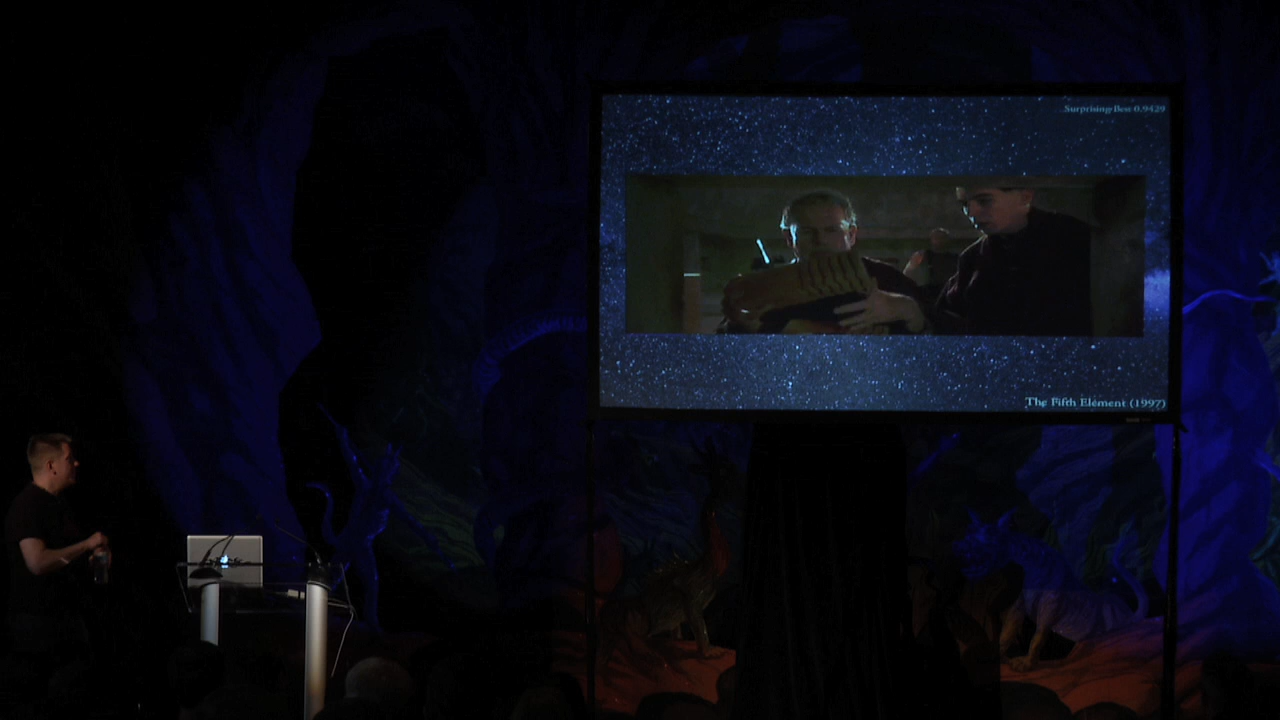 Surprising Best 0.9429
The Fifth Element (1997)